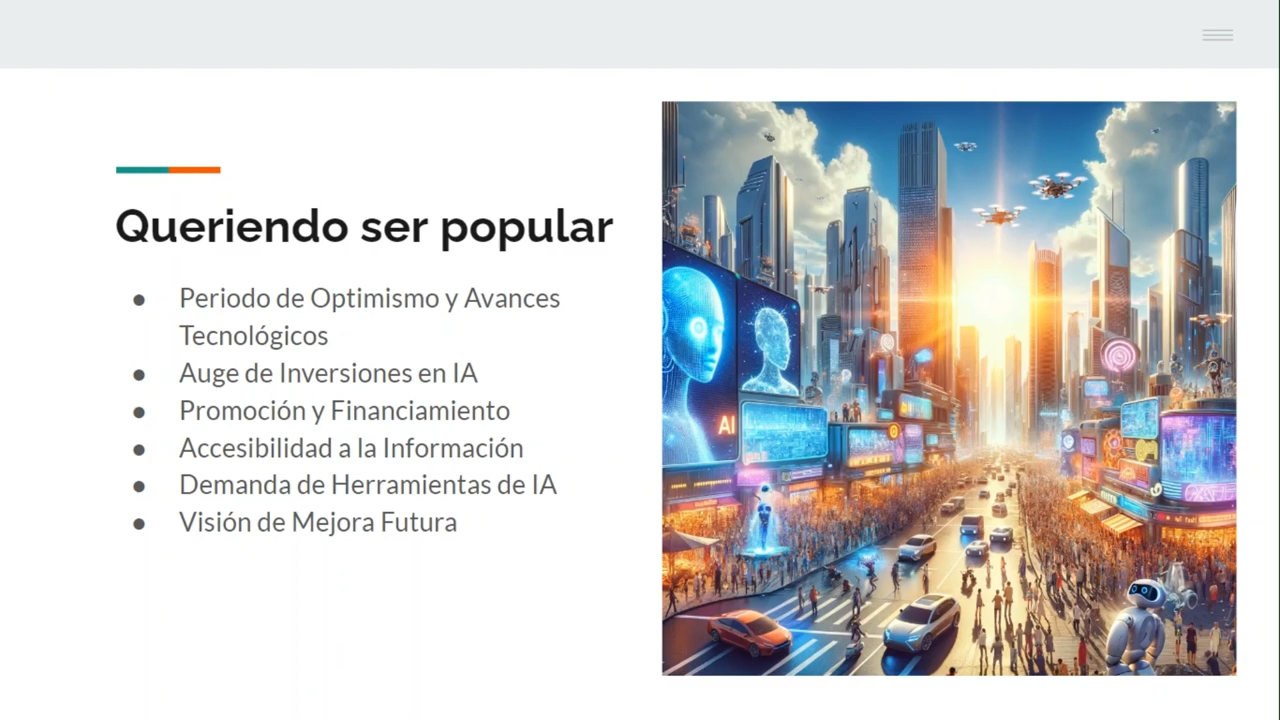 Queriendo ser popular
● Periodo de Optimismo y Avances
Tecnológicos
● Auge de Inversiones en IA
● Promoción y Financiamiento
● Accesibilidad a la Información
● Demanda de Herramientas de IA
● Visión de Mejora Futura
AI